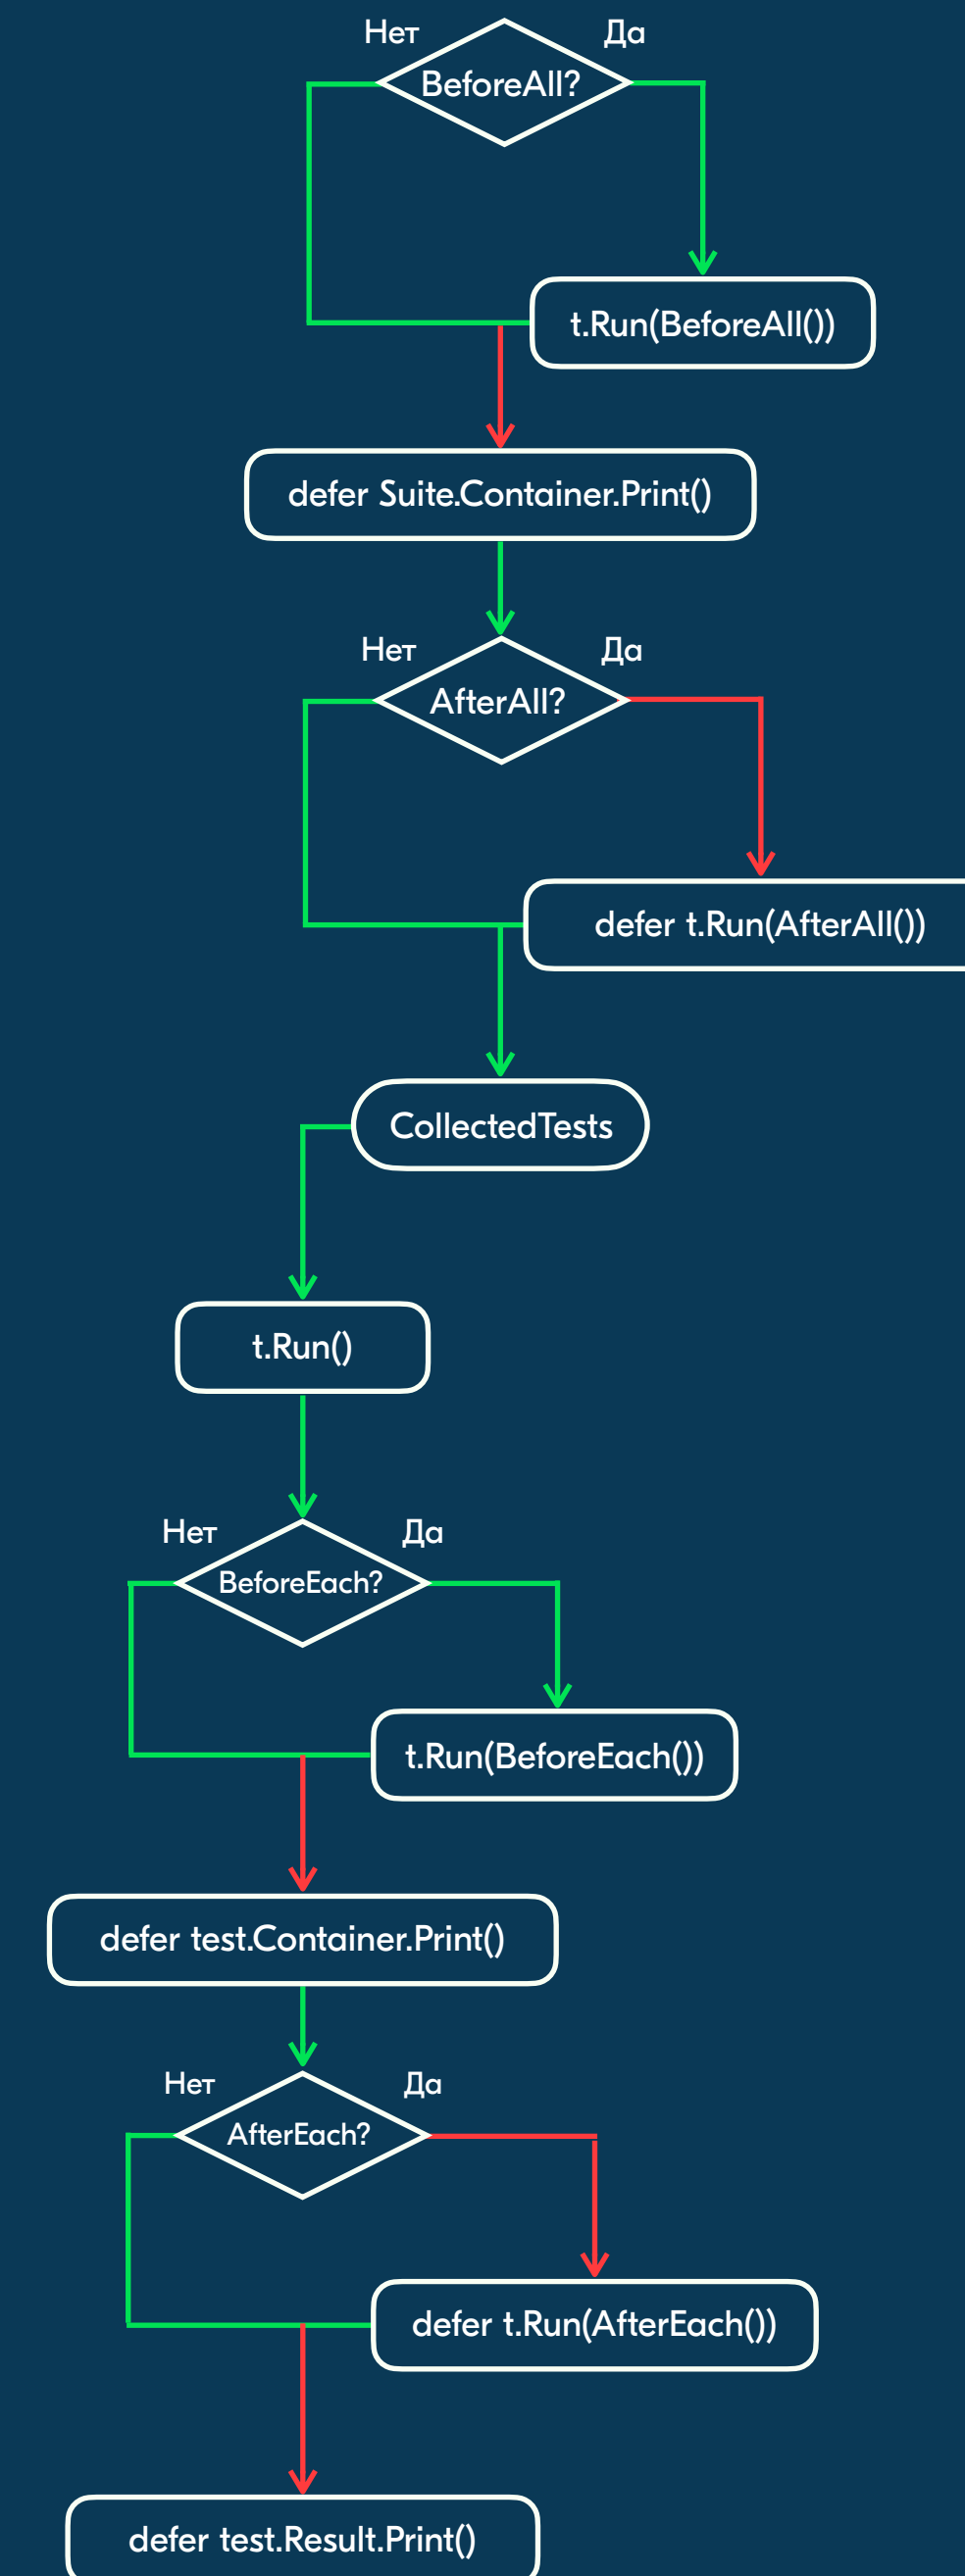 Нет
Да
BeforeAll?
t.Run(BeforeAll())
defer Suite.Container.Print()
Нет
Да
AfterAll?
defer t.Run(AfterAll())
CollectedTests
t.Run()
Нет
Да
BeforeEach?
t.Run(BeforeEach())
defer test.Container.Print()
Нет
Да
AfterEach?
defer t.Run(AfterEach())
defer test.Result.Print()